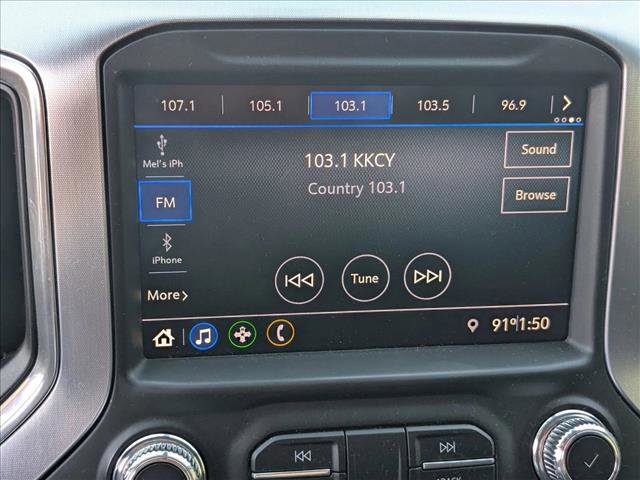 107.1 105.1 103.1 103.5 96.9
Mel's iPh
103.1 KKCY
Sound
Country 103.1
FM
Browse
iPhone
Tune
More
91° 1:50